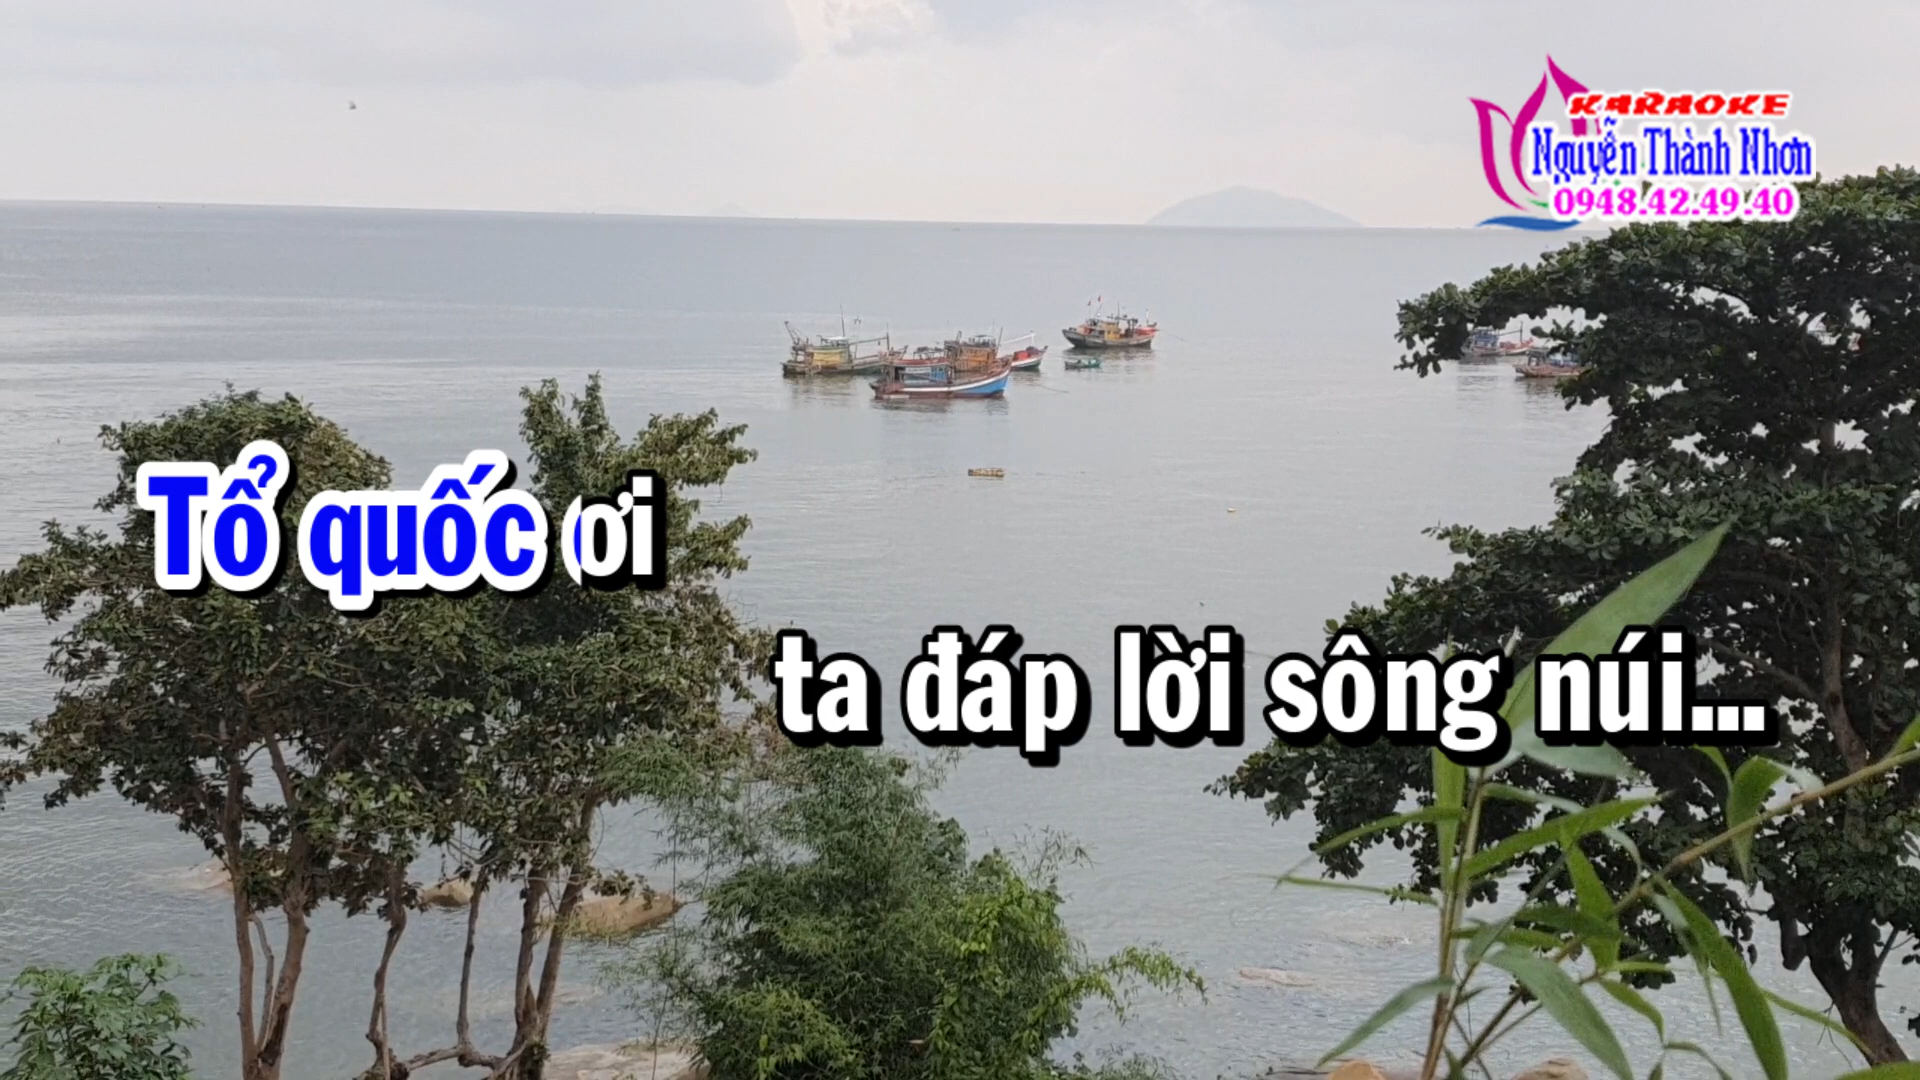 KARAOKE
Nguyễn Thành Nhơn
0948.42.49.40
Tổ quốc ơi
ta đáp lời sông núi...